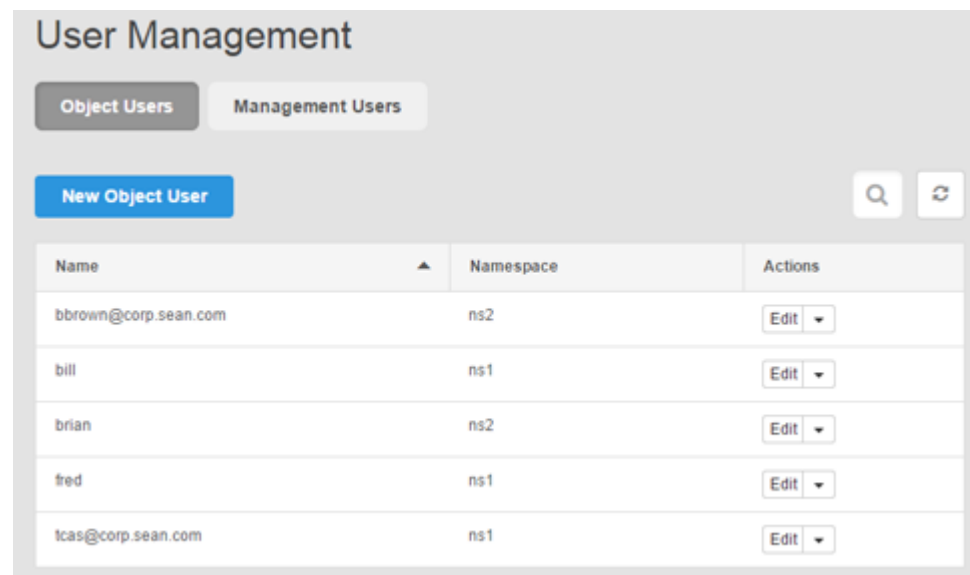 User Management
Object Users Management Users
New Object User
Name Namespace Actions
bbrown@corp.sean.com ns2 Edit
bill ns1 Edit
brian ns2 Edit
fred ns1 Edit
tcas@corp.sean.com ns1 Edit